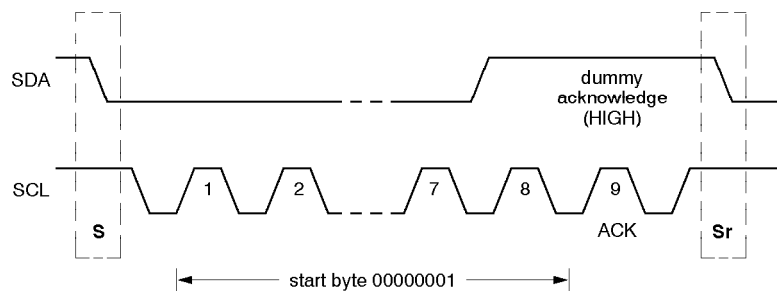 SDA
dummy
acknowledge
(HIGH)
SCL
1
2
7
8
9
S
ACK
Sr
start byte 00000001